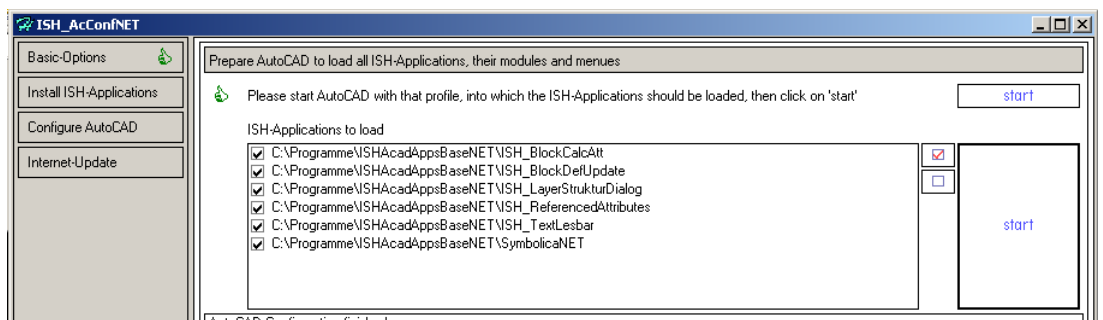 ISH_AcConfNET
Basic-Options
Install ISH-Applications
Configure AutoCAD
Internet-Update
Prepare AutoCAD to load all ISH-Applications, their modules and menues
Please start AutoCAD with that profile, into which the ISH-Applications should be loaded, then click on 'start'
start
ISH-Applications to load
C:\Programme\ISHAcadAppsBaseNET\ISH_BlockCalcAtt
C:\Programme\ISHAcadAppsBaseNET\ISH_BlockDefUpdate
C:\Programme\ISHAcadAppsBaseNET\ISH_LayerStrukturDialog
C:\Programme\ISHAcadAppsBaseNET\ISH_ReferencedAttributes
C:\Programme\ISHAcadAppsBaseNET\ISH_TextLesbar
C:\Programme\ISHAcadAppsBaseNET\SymbolicaNET
start